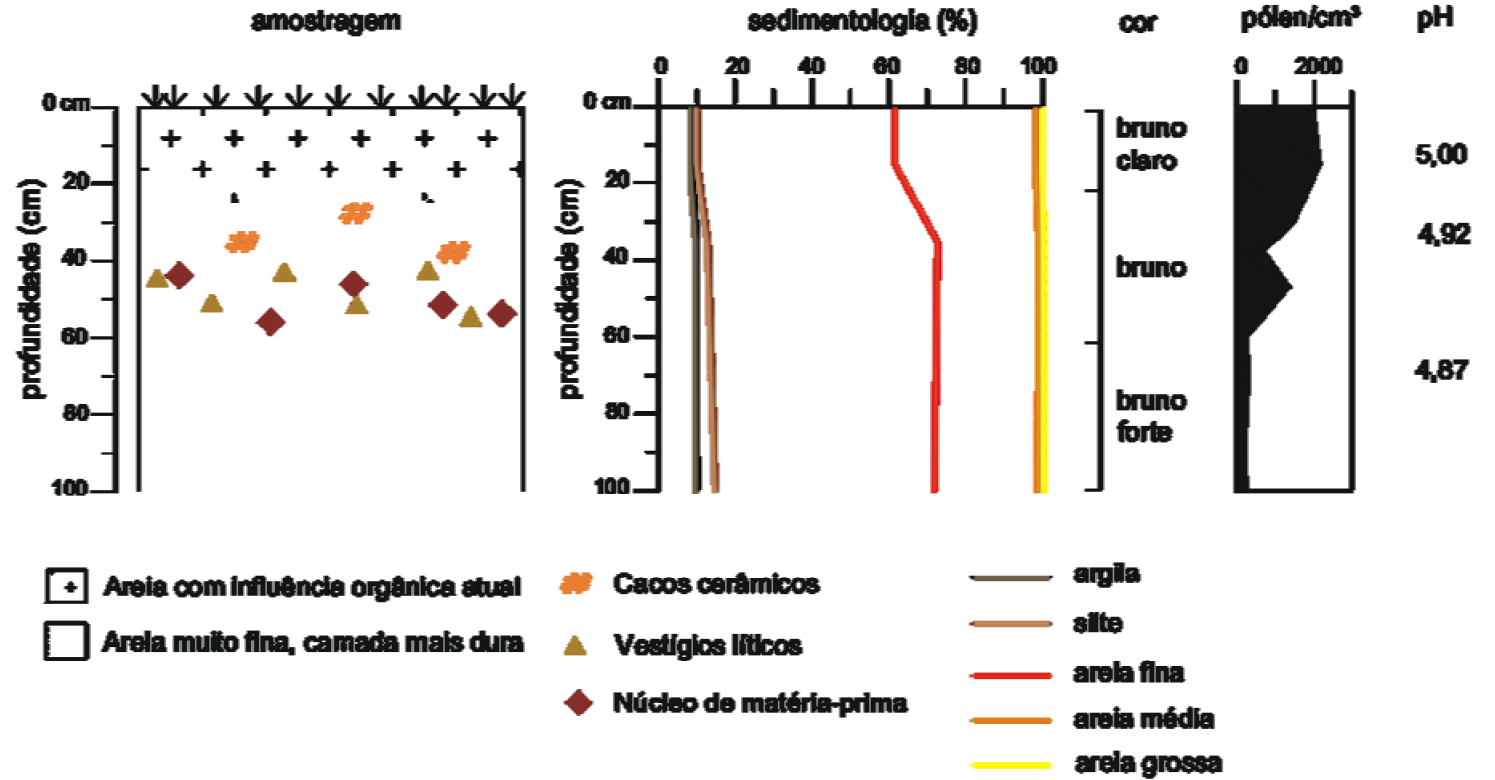 amostragem
sedimentologia (%)
cor
pólen/cm³
pH
0 20 40 60 80 100
0 2000
0 cm
20
40
60
80
100
profundidade (cm)
0 cm
20
40
60
80
100
profundidade (cm)
bruno
claro
bruno
bruno
forte
5,00
4,92
4,87
Areia com influência orgânica atual
Areia muito fina, camada mais dura
Cacos cerâmicos
Vestígios líticos
Núcleo de matéria-prima
argila
silte
areia fina
areia média
areia grossa